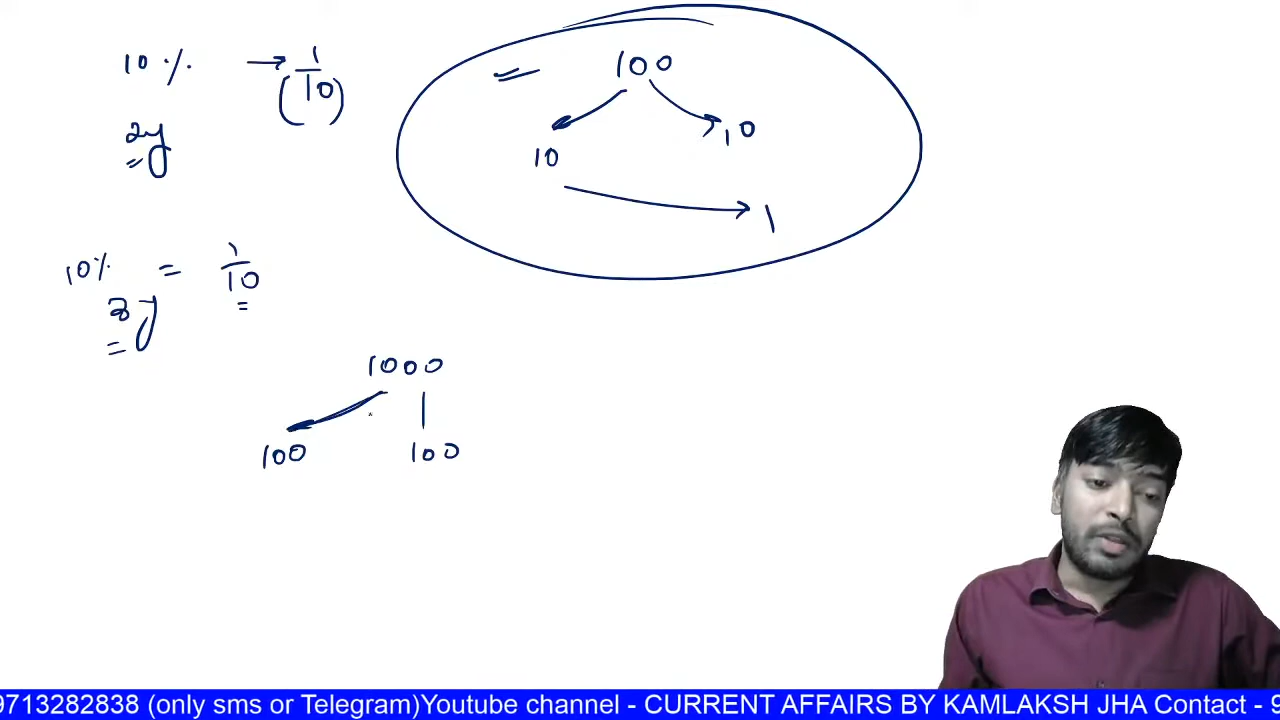 10 % → 1/(10)
2y
100
10 10
1
10% = 1/10
3y
1000
100 100
9713282838 (only sms or Telegram)Youtube channel - CURRENT AFFAIRS BY KAMLAKSH JHA Contact - 9